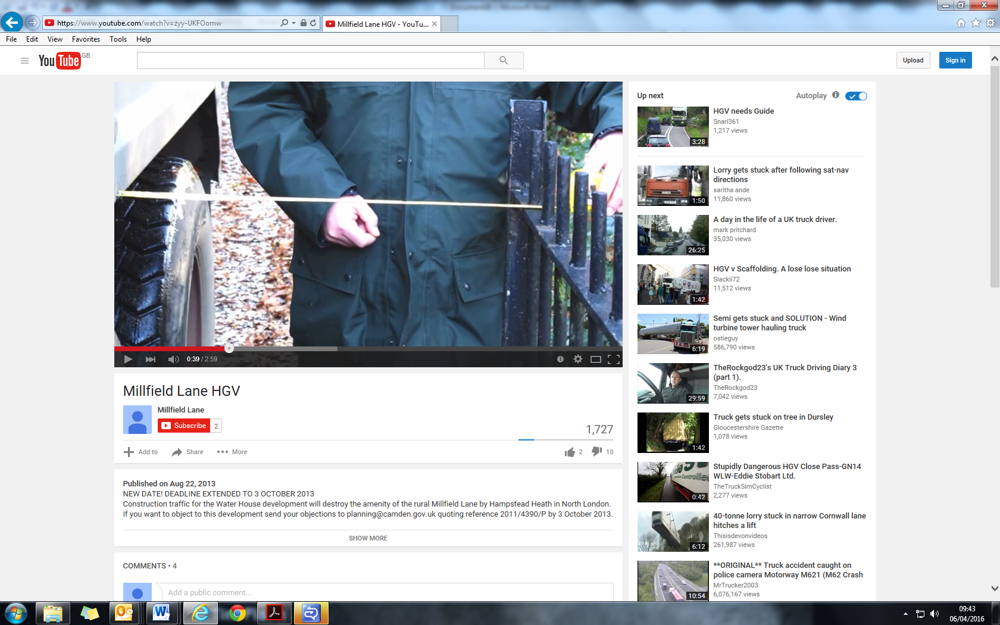 https://www.youtube.com/watch?v=zyy-UKFOomw
Millfield Lane HGV - YouTu...
File Edit View Favorites Tools Help
YouTube GB
Upload
Sign in
Up next
Autoplay
HGV needs Guide
Snarl361
1,217 views
3:28
Lorry gets stuck after following sat-nav
directions
saritha ande
11,860 views
1:50
A day in the life of a UK truck driver.
mark pritchard
35,030 views
26:25
HGV v Scaffolding. A lose lose situation
Slackii72
11,512 views
1:42
Semi gets stuck and SOLUTION - Wind
turbine tower hauling truck
ostieguy
586,790 views
6:19
TheRockgod23's UK Truck Driving Diary 3
(part 1).
TheRockgod23
7,042 views
29:59
Truck gets stuck on tree in Dursley
Gloucestershire Gazette
1,078 views
1:42
Stupidly Dangerous HGV Close Pass-GN14
WLW-Eddie Stobart Ltd.
TheTruckSimCyclist
2,277 views
0:42
40-tonne lorry stuck in narrow Cornwall lane
hitches a lift
Thisisdevonvideos
261,987 views
6:12
**ORIGINAL** Truck accident caught on
police camera Motorway M621 (M62 Crash
MrTrucker2003
6,076,167 views
10:54
0:39 / 2:59
Millfield Lane HGV
Millfield Lane
Subscribe 2
1,727
Add to Share More
2 10
Published on Aug 22, 2013
NEW DATE! DEADLINE EXTENDED TO 3 OCTOBER 2013
Construction traffic for the Water House development will destroy the amenity of the rural Millfield Lane by Hampstead Heath in North London.
If you want to object to this development send your objections to planning@camden.gov.uk quoting reference 2011/4390/P by 3 October 2013.
SHOW MORE
COMMENTS • 4
Add a public comment...
09:43
06/04/2016